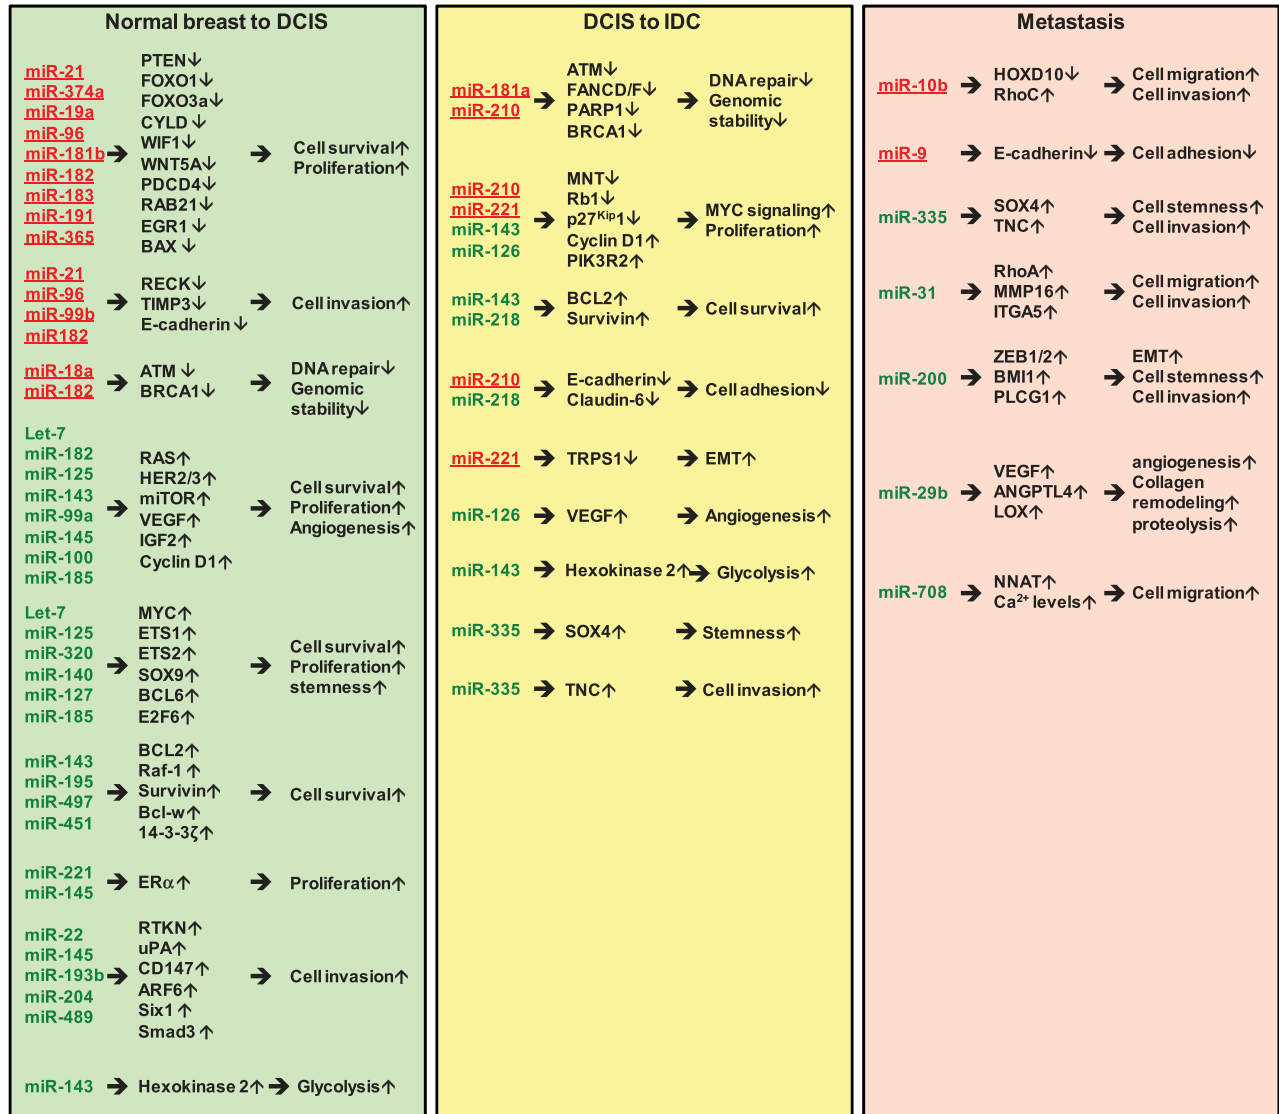 Normal breast to DCIS
miR-21
miR-374a
miR-19a
miR-96
miR-181b
miR-182
miR-183
miR-191
miR-365
➔
PTEN↓
FOXO1↓
FOXO3a↓
CYLD ↓
WIF1↓
WNT5A↓
PDCD4↓
RAB21↓
EGR1 ↓
BAX ↓
➔
Cell survival↑
Proliferation↑
miR-21
miR-96
miR-99b
miR182
➔
RECK↓
TIMP3↓
E-cadherin ↓
➔
Cell invasion↑
miR-18a
miR-182
➔
ATM ↓
BRCA1↓
➔
DNA repair↓
Genomic
stability↓
Let-7
miR-182
miR-125
miR-143
miR-99a
miR-145
miR-100
miR-185
➔
RAS↑
HER2/3↑
miTOR↑
VEGF↑
IGF2↑
Cyclin D1↑
➔
Cell survival↑
Proliferation↑
Angiogenesis↑
Let-7
miR-125
miR-320
miR-140
miR-127
miR-185
➔
MYC↑
ETS1↑
ETS2↑
SOX9↑
BCL6↑
E2F6↑
➔
Cell survival↑
Proliferation↑
stemness↑
miR-143
miR-195
miR-497
miR-451
➔
BCL2↑
Raf-1 ↑
Survivin↑
Bcl-w↑
14-3-3ζ↑
➔
Cell survival↑
miR-221
miR-145
➔
ERα↑
➔
Proliferation↑
miR-22
miR-145
miR-193b
miR-204
miR-489
➔
RTKN↑
uPA↑
CD147↑
ARF6↑
Six1 ↑
Smad3 ↑
➔
Cell invasion↑
miR-143 ➔ Hexokinase 2↑ ➔ Glycolysis↑
DCIS to IDC
miR-181a
miR-210
➔
ATM↓
FANCD/F↓
PARP1↓
BRCA1↓
➔
DNA repair↓
Genomic
stability↓
miR-210
miR-221
miR-143
miR-126
➔
MNT↓
Rb1↓
p27ᴷⁱᵖ1↓
Cyclin D1↑
PIK3R2↑
➔
MYC signaling↑
Proliferation↑
miR-143
miR-218
➔
BCL2↑
Survivin↑
➔
Cell survival↑
miR-210
miR-218
➔
E-cadherin↓
Claudin-6↓
➔
Cell adhesion↓
miR-221 ➔ TRPS1↓ ➔ EMT↑
miR-126 ➔ VEGF↑ ➔ Angiogenesis↑
miR-143 ➔ Hexokinase 2↑➔ Glycolysis↑
miR-335 ➔ SOX4↑ ➔ Stemness↑
miR-335 ➔ TNC↑ ➔ Cell invasion↑
Metastasis
miR-10b
➔
HOXD10↓
RhoC↑
➔
Cell migration↑
Cell invasion↑
miR-9 ➔ E-cadherin↓ ➔ Cell adhesion↓
miR-335
➔
SOX4↑
TNC↑
➔
Cell stemness↑
Cell invasion↑
miR-31
➔
RhoA↑
MMP16↑
ITGA5↑
➔
Cell migration↑
Cell invasion↑
miR-200
➔
ZEB1/2↑
BMI1↑
PLCG1↑
➔
EMT↑
Cell stemness↑
Cell invasion↑
miR-29b
➔
VEGF↑
ANGPTL4↑
LOX↑
➔
angiogenesis↑
Collagen
remodeling↑
proteolysis↑
miR-708
➔
NNAT↑
Ca²⁺ levels↑
➔
Cell migration↑